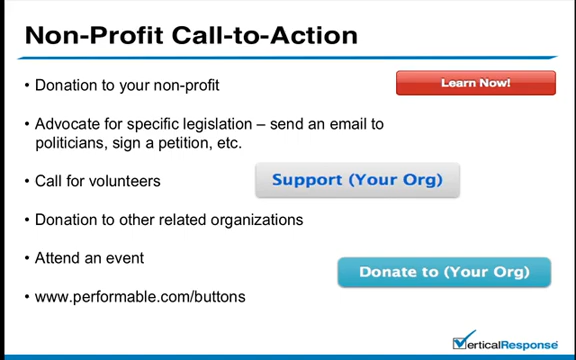 Non-Profit Call-to-Action
• Donation to your non-profit
Learn Now!
• Advocate for specific legislation – send an email to
politicians, sign a petition, etc.
• Call for volunteers
Support (Your Org)
• Donation to other related organizations
• Attend an event
Donate to (Your Org)
• www.performable.com/buttons
VerticalResponse